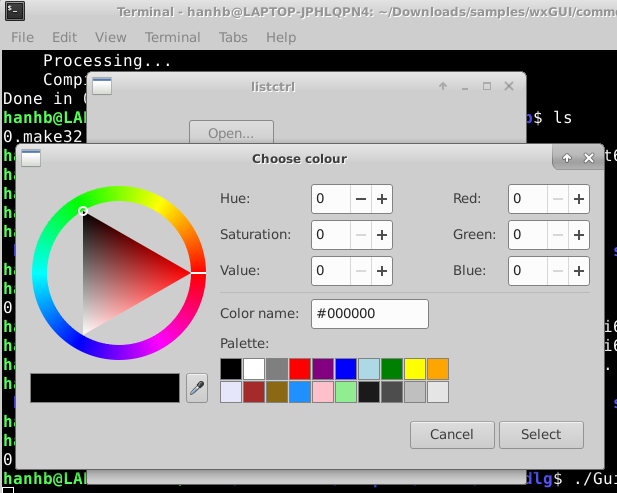 Terminal - hanhb@LAPTOP-JPHLQPN4: ~/Downloads/samples/wxGUI/comm
File Edit View Terminal Tabs Help
Processing...
Comp
Done in
listctrl
hanhb@LA $ ls
0.make32
Open...
Choose colour
Hue: 0 Red: 0
Saturation: 0 Green: 0
Value: 0 Blue: 0
Color name: #000000
Palette:
Cancel Select
hanhb@LA dlg$ ./Gui